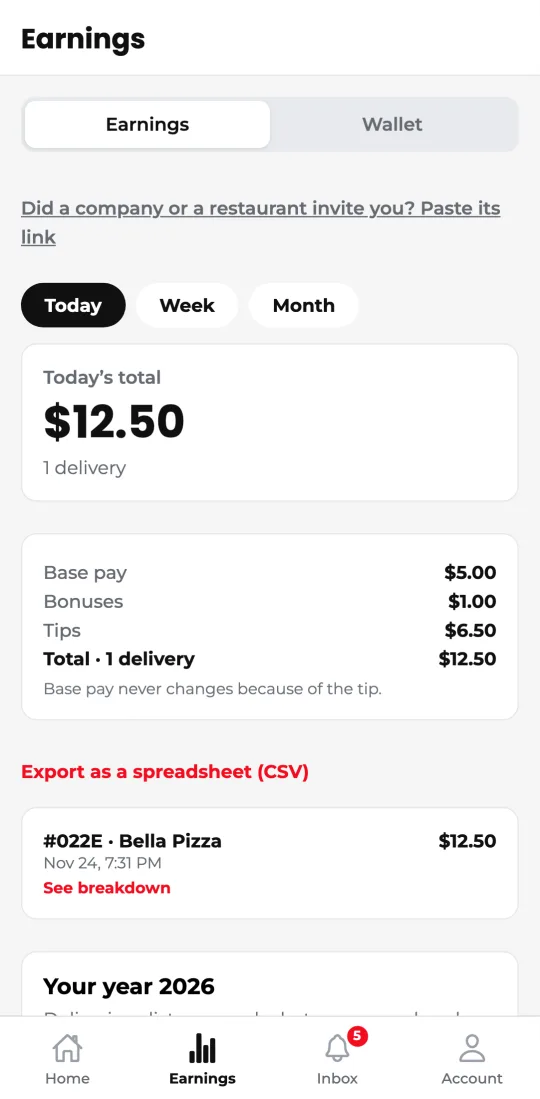 Earnings
Earnings
Wallet
Did a company or a restaurant invite you? Paste its
link
Today
Week
Month
Today’s total
$12.50
1 delivery
Base pay $5.00
Bonuses $1.00
Tips $6.50
Total · 1 delivery $12.50
Base pay never changes because of the tip.
Export as a spreadsheet (CSV)
#022E · Bella Pizza $12.50
Nov 24, 7:31 PM
See breakdown
Your year 2026
5
Home
Earnings
Inbox
Account